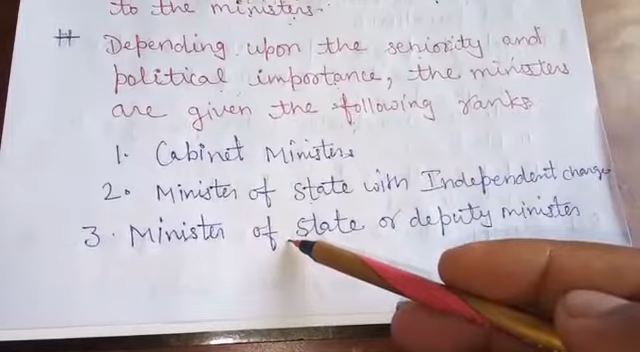 to the ministers.
# Depending upon the seniority and
political importance, the ministers
are given the following ranks
1. Cabinet Ministers
2. Minister of state with Independent charge
3. Minister of state or deputy minister